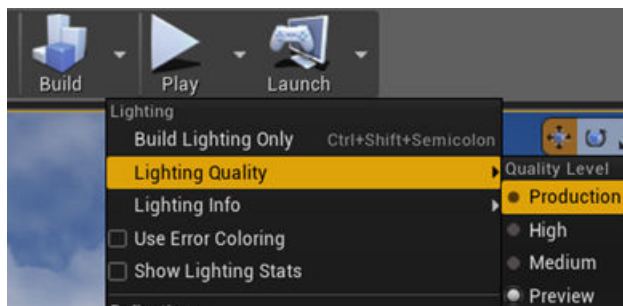 Build Play Launch
Lighting
Build Lighting Only Ctrl+Shift+Semicolon
Lighting Quality
Quality Level
Lighting Info
Production
Use Error Coloring
High
Show Lighting Stats
Medium
Preview